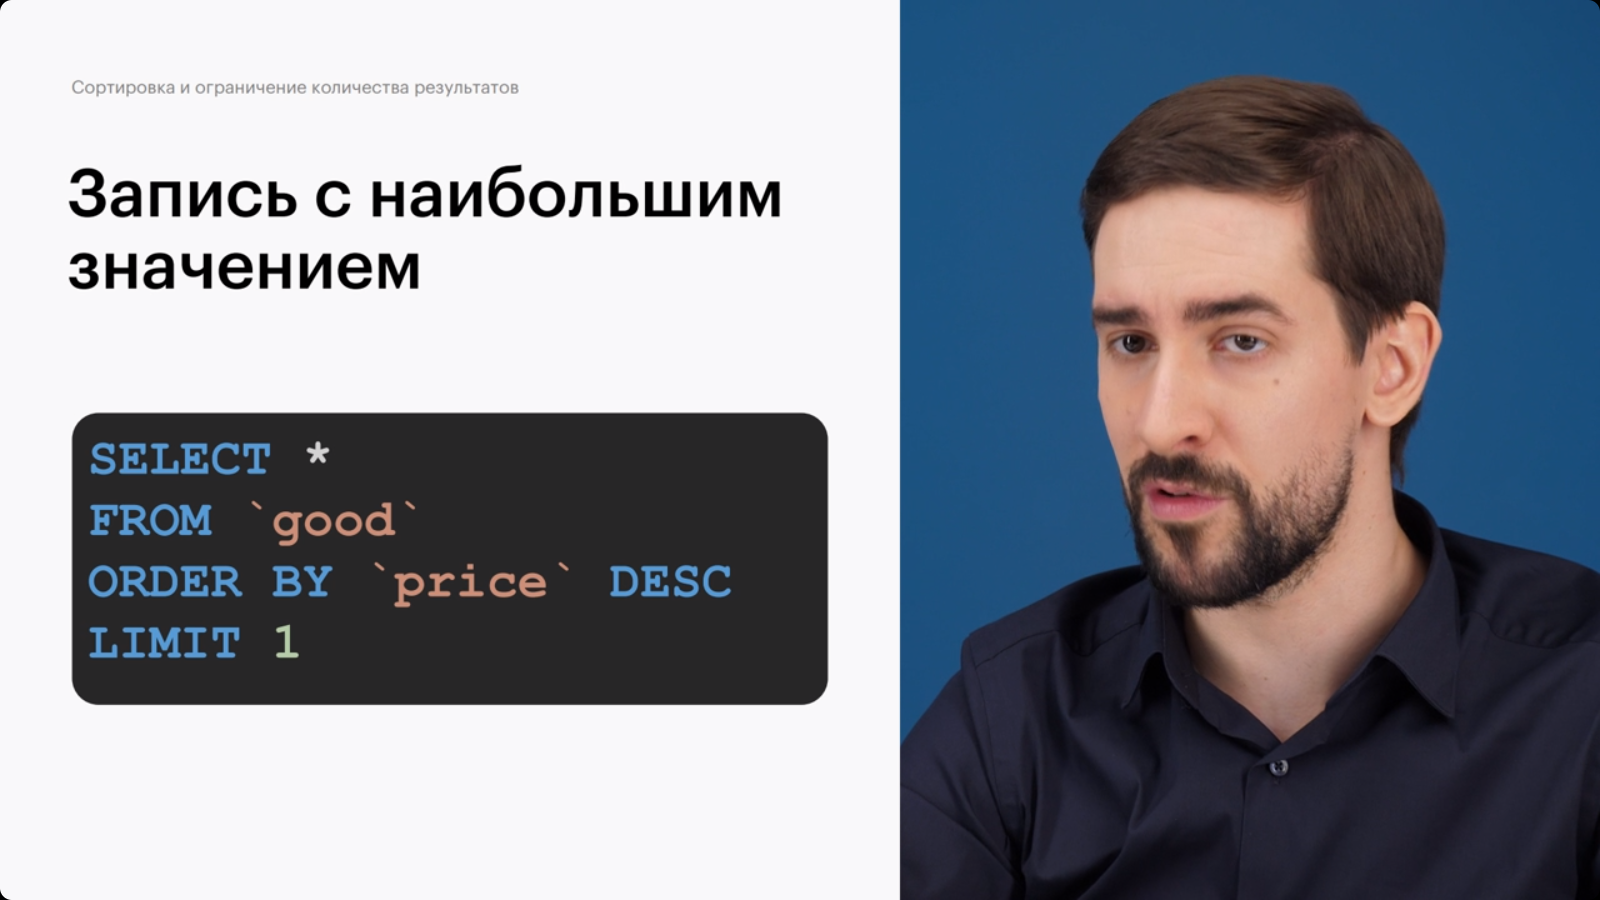 Сортировка и ограничение количества результатов
Запись с наибольшим
значением
SELECT *
FROM `good`
ORDER BY `price` DESC
LIMIT 1